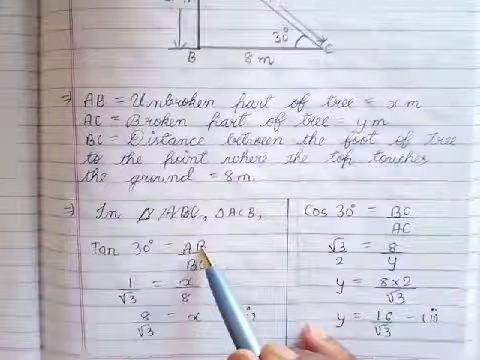 30°
B
C
8 m
⇒ AB = Unbroken part of tree = x m
AC = Broken part of tree = y m
BC = Distance between the foot of tree
to the point where the top touches
the ground = 8m.
⇒ In △ ABC, △ACB,
Tan 30° = AB
BC
1 = x
√3 8
8 = x
√3
Cos 30° = BC
AC
√3 = 8
2 y
y = 8×2
√3
y = 16 - (ii)
√3